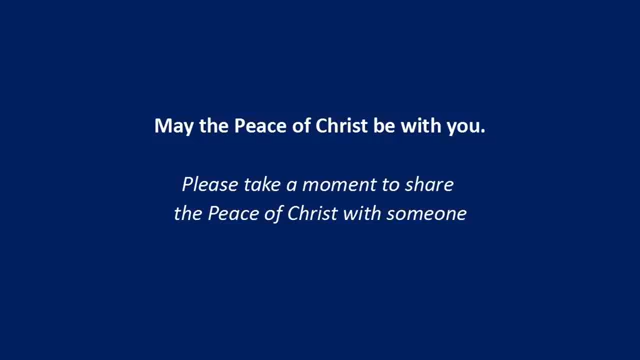 May the Peace of Christ be with you.
Please take a moment to share
the Peace of Christ with someone